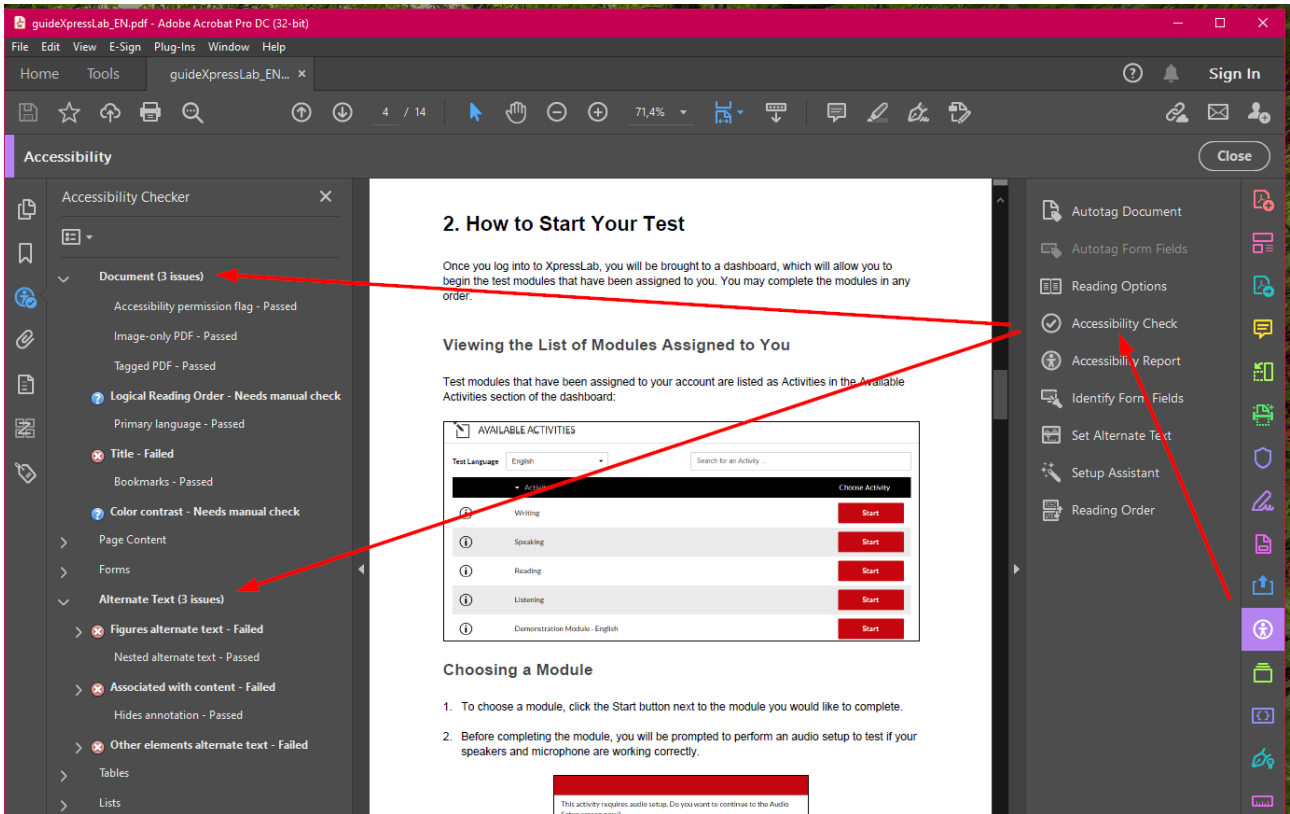 guideXpressLab_EN.pdf - Adobe Acrobat Pro DC (32-bit)
File Edit View E-Sign Plug-Ins Window Help
Home Tools guideXpressLab_EN... × Sign In
4 / 14 71,4%
Accessibility Close
Accessibility Checker
Document (3 issues)
Accessibility permission flag - Passed
Image-only PDF - Passed
Tagged PDF - Passed
Logical Reading Order - Needs manual check
Primary language - Passed
Title - Failed
Bookmarks - Passed
Color contrast - Needs manual check
Page Content
Forms
Alternate Text (3 issues)
Figures alternate text - Failed
Nested alternate text - Passed
Associated with content - Failed
Hides annotation - Passed
Other elements alternate text - Failed
Tables
Lists
2. How to Start Your Test
Once you log into to XpressLab, you will be brought to a dashboard, which will allow you to
begin the test modules that have been assigned to you. You may complete the modules in any
order.
Viewing the List of Modules Assigned to You
Test modules that have been assigned to your account are listed as Activities in the Available
Activities section of the dashboard:
AVAILABLE ACTIVITIES
Test Language English Search for an Activity ...
Activity Choose Activity
Writing Start
Speaking Start
Reading Start
Listening Start
Demonstration Module - English Start
Choosing a Module
1. To choose a module, click the Start button next to the module you would like to complete.
2. Before completing the module, you will be prompted to perform an audio setup to test if your
speakers and microphone are working correctly.
This activity requires audio setup. Do you want to continue to the Audio
Autotag Document
Autotag Form Fields
Reading Options
Accessibility Check
Accessibility Report
Identify Form Fields
Set Alternate Text
Setup Assistant
Reading Order